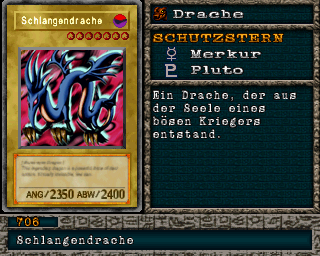 Schlangendrache
ANG/2350 ABW/2400
Drache
SCHUTZSTERN
Merkur
Pluto
Ein Drache, der aus
der Seele eines
bösen Kriegers
entstand.
706
Schlangendrache